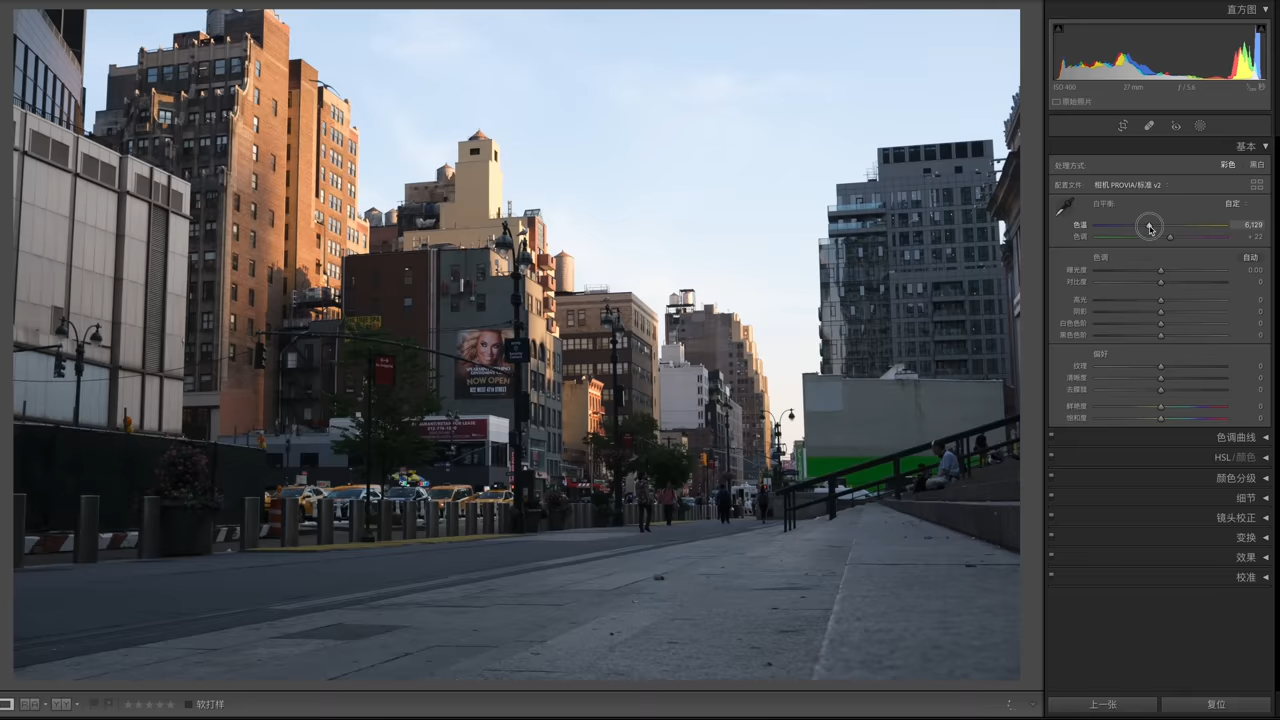 直方图
ISO 400 27 mm ƒ / 5.6 秒
原始照片
基本
处理方式: 彩色 黑白
配置文件: 相机 PROVIA/标准 v2
白平衡: 自定
色温 6,129
色调 + 22
色调 自动
曝光度 0.00
对比度 0
高光 0
阴影 0
白色色阶 0
黑色色阶 0
偏好
纹理 0
清晰度 0
去朦胧 0
鲜艳度 0
饱和度 0
色调曲线
HSL / 颜色
颜色分级
细节
镜头校正
变换
效果
校准
NOW OPEN
R A Y Y 软打样
上一张 复位